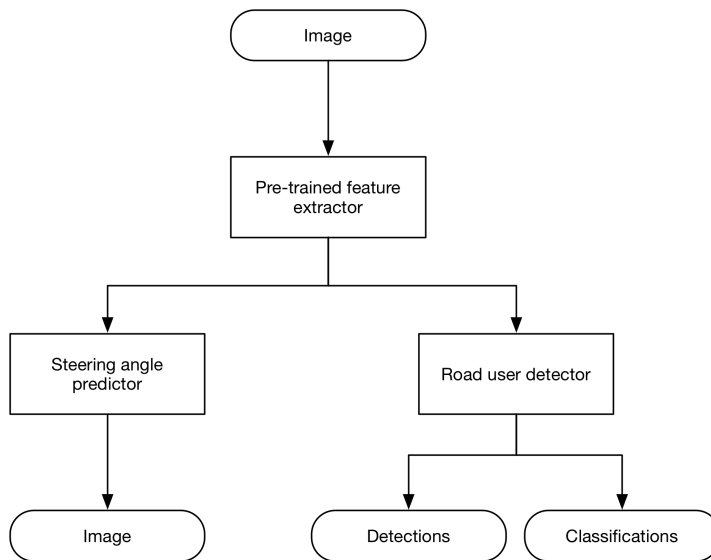 Image
Pre-trained feature
extractor
Steering angle
predictor
Road user detector
Image
Detections
Classifications